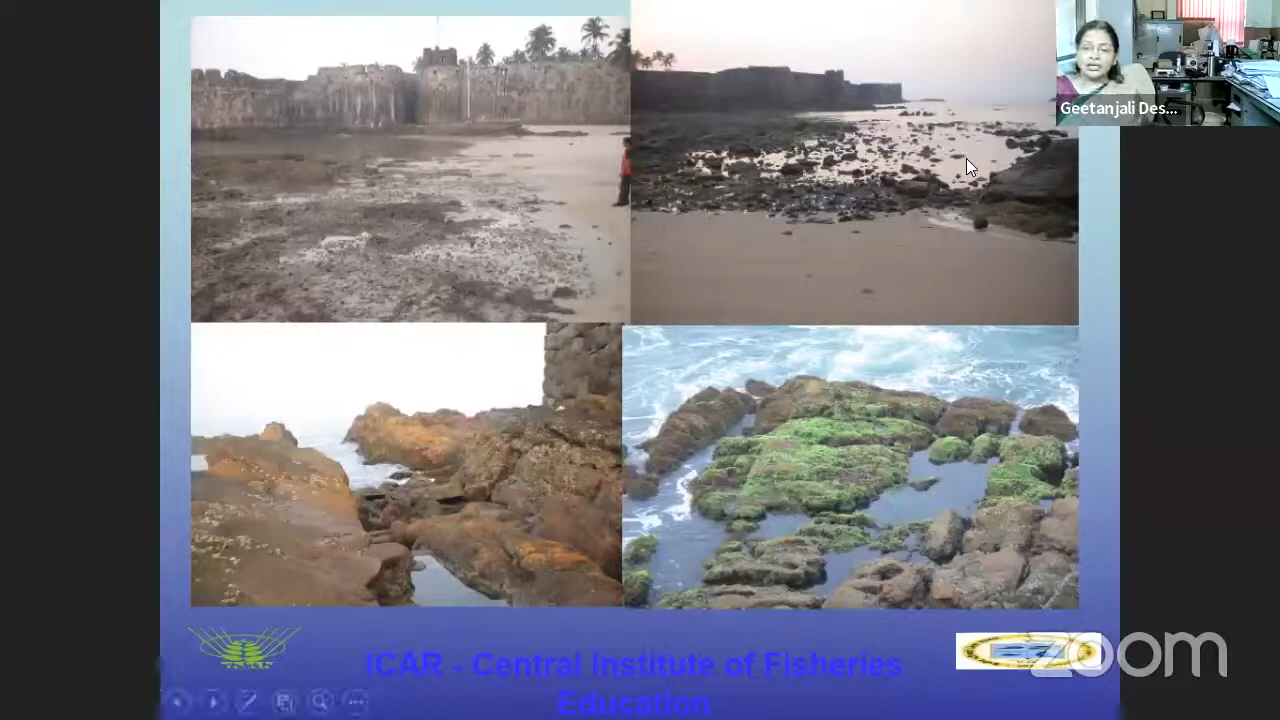 Geetanjali Des...
ICAR - Central Institute of Fisheries
Education
zoom